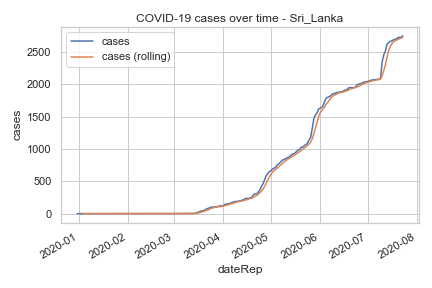 COVID-19 cases over time - Sri_Lanka
cases
cases (rolling)
2500
2000
1500
1000
500
0
cases
2020-01
2020-02
2020-03
2020-04
2020-05
2020-06
2020-07
2020-08
dateRep